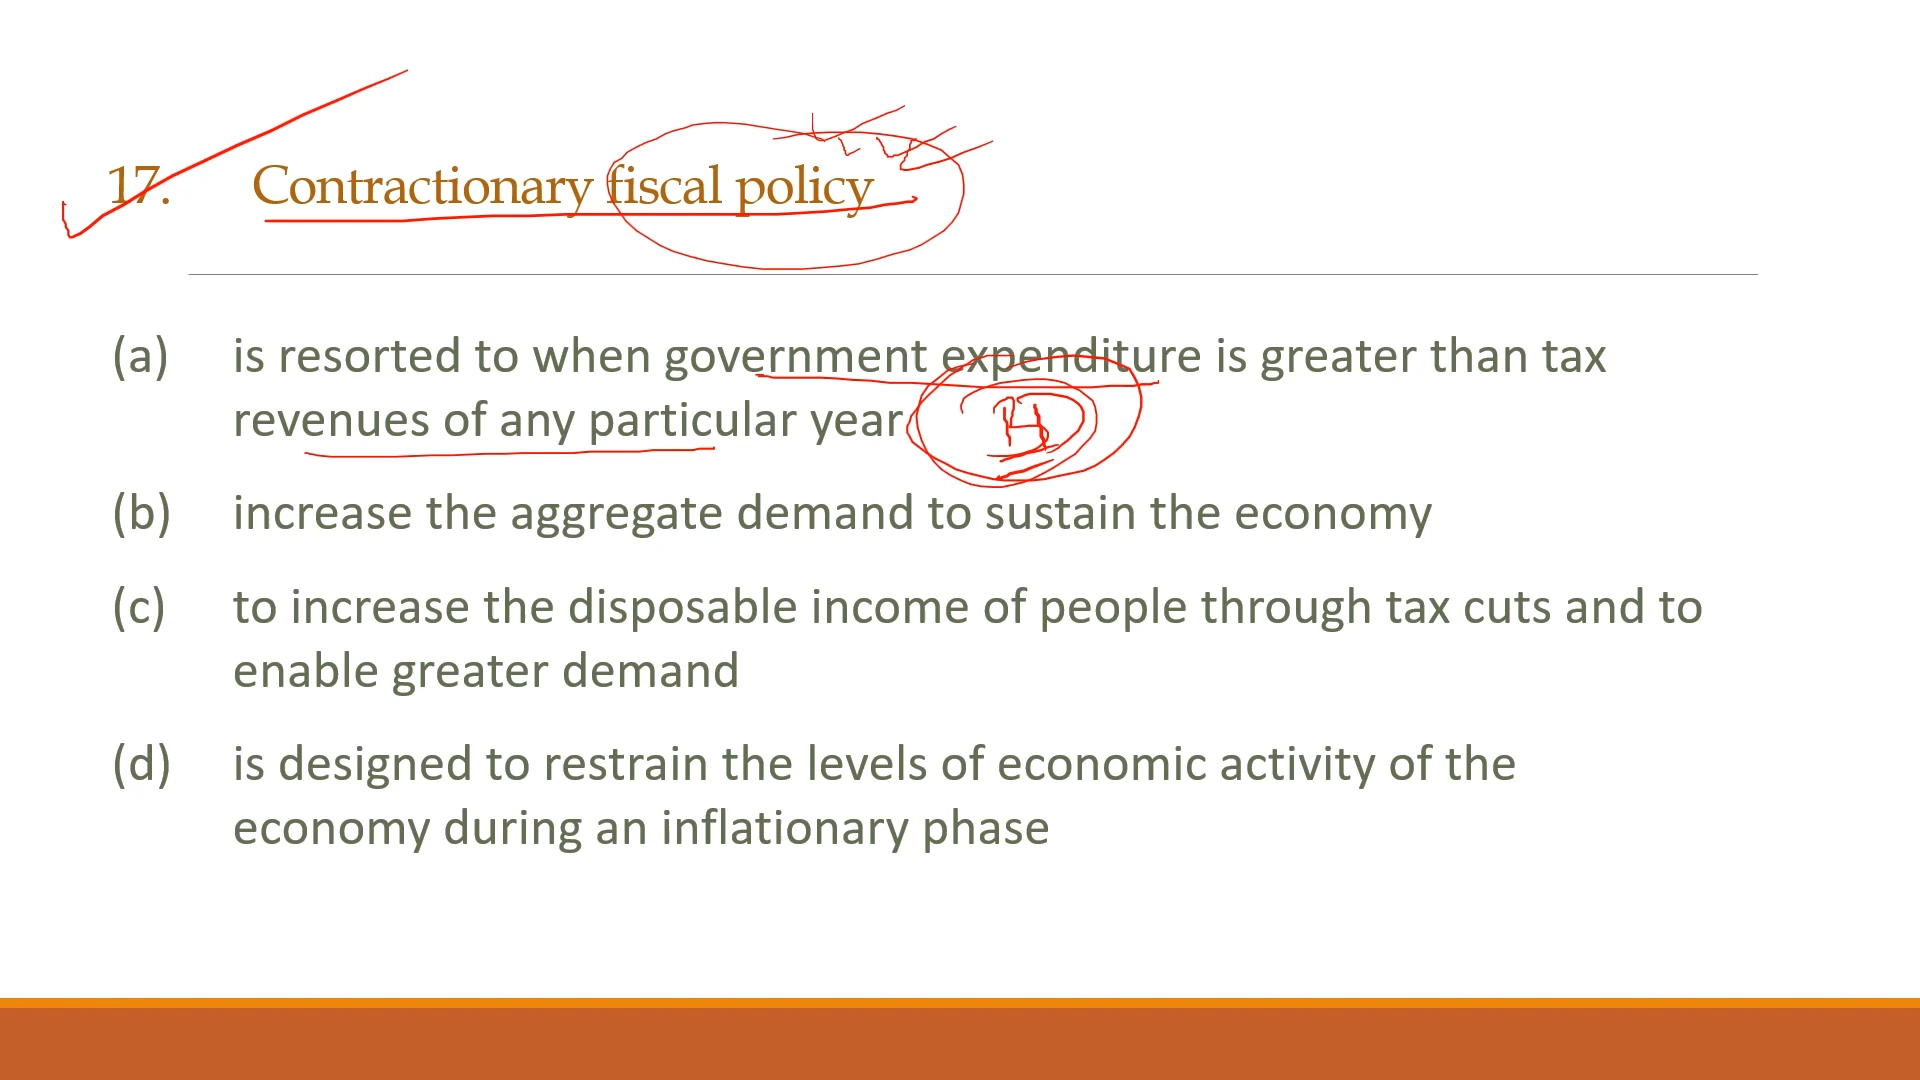 17. Contractionary fiscal policy
(a) is resorted to when government expenditure is greater than tax
revenues of any particular year
(b) increase the aggregate demand to sustain the economy
(c) to increase the disposable income of people through tax cuts and to
enable greater demand
(d) is designed to restrain the levels of economic activity of the
economy during an inflationary phase